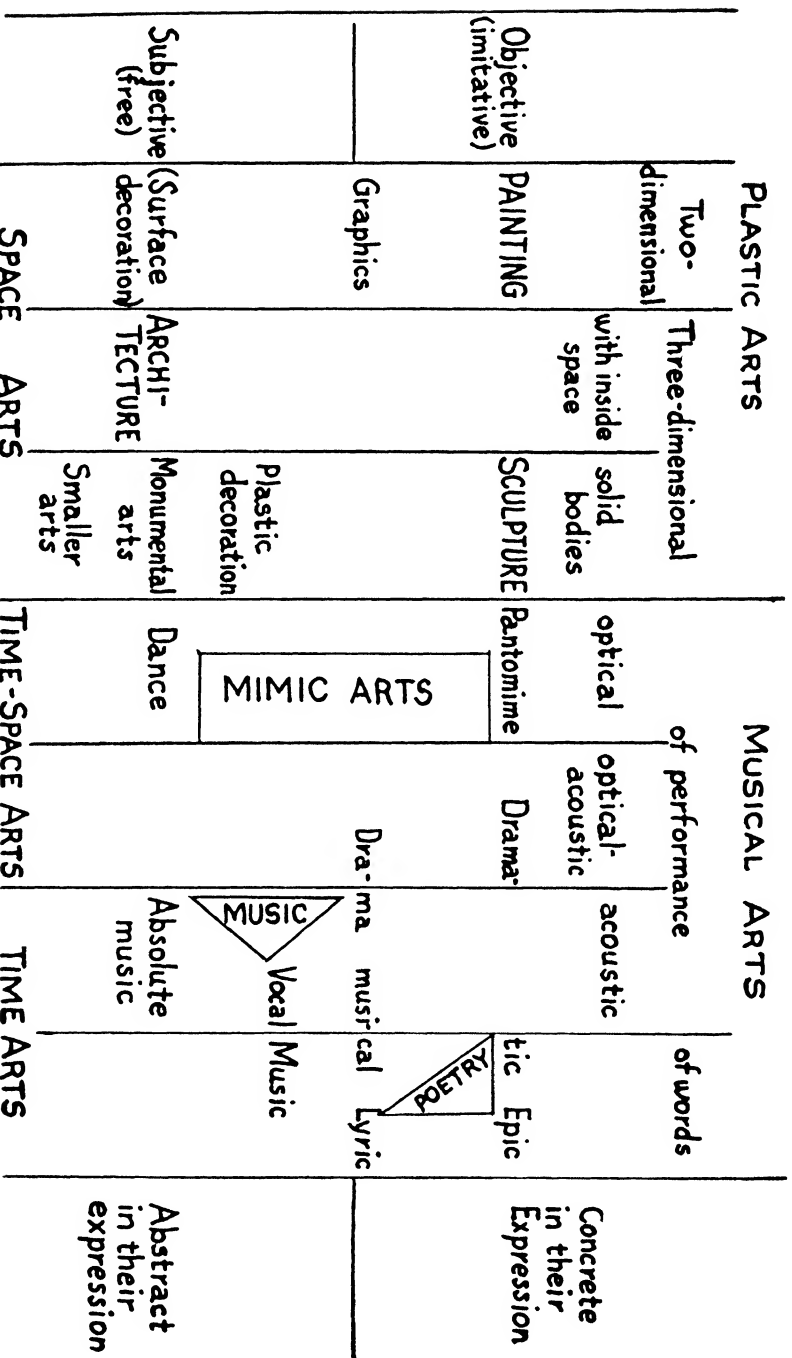 PLASTIC ARTS
MUSICAL ARTS
Two-
dimensional
Three-dimensional
of performance
of words
with inside
space
solid
bodies
optical
optical-
acoustic
acoustic
Objective
(imitative)
PAINTING
SCULPTURE
Pantomime
Drama-
tic
Epic
Concrete
in their
Expression
POETRY
Graphics
MIMIC ARTS
Dra-ma musical
Lyric
MUSIC
Plastic
decoration
Vocal Music
Subjective
(free)
(Surface
decoration)
ARCHI-
TECTURE
Monumental
arts
Smaller
arts
Dance
Absolute
music
Abstract
in their
expression
SPACE ARTS
TIME-SPACE ARTS
TIME ARTS